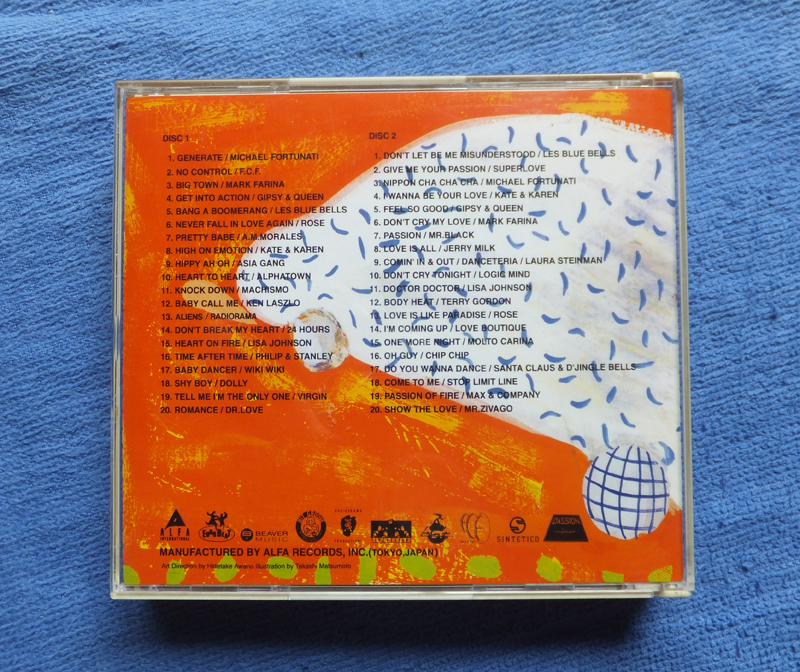 DISC 1
1. GENERATE / MICHAEL FORTUNATI
2. NO CONTROL / F.C.F.
3. BIG TOWN / MARK FARINA
4. GET INTO ACTION / GIPSY & QUEEN
5. BANG A BOOMERANG / LES BLUE BELLS
6. NEVER FALL IN LOVE AGAIN / ROSE
7. PRETTY BABE / A.M.MORALES
8. HIGH ON EMOTION / KATE & KAREN
9. HIPPY AH OH / ASIA GANG
10. HEART TO HEART / ALPHATOWN
11. KNOCK DOWN / MACHISMO
12. BABY CALL ME / KEN LASZLO
13. ALIENS / RADIORAMA
14. DON'T BREAK MY HEART / 24 HOURS
15. HEART ON FIRE / LISA JOHNSON
16. TIME AFTER TIME / PHILIP & STANLEY
17. BABY DANCER / WIKI WIKI
18. SHY BOY / DOLLY
19. TELL ME I'M THE ONLY ONE / VIRGIN
20. ROMANCE / DR.LOVE
DISC 2
1. DON'T LET BE ME MISUNDERSTOOD / LES BLUE BELLS
2. GIVE ME YOUR PASSION / SUPERLOVE
3. NIPPON CHA CHA CHA / MICHAEL FORTUNATI
4. I WANNA BE YOUR LOVE / KATE & KAREN
5. FEEL SO GOOD / GIPSY & QUEEN
6. DON'T CRY MY LOVE / MARK FARINA
7. PASSION / MR.BLACK
8. LOVE IS ALL / JERRY MILK
9. COMIN' IN & OUT / DANCETERIA / LAURA STEINMAN
10. DON'T CRY TONIGHT / LOGIC MIND
11. DOCTOR DOCTOR / LISA JOHNSON
12. BODY HEAT / TERRY GORDON
13. LOVE IS LIKE PARADISE / ROSE
14. I'M COMING UP / LOVE BOUTIQUE
15. ONE MORE NIGHT / MOLTO CARINA
16. OH GUY / CHIP CHIP
17. DO YOU WANNA DANCE / SANTA CLAUS & D'JINGLE BELLS
18. COME TO ME / STOP LIMIT LINE
19. PASSION OF FIRE / MAX & COMPANY
20. SHOW THE LOVE / MR.ZIVAGO
ALFA
INTERNATIONAL
BEAVER
MUSIC
SINTETICO
PASSION
MANUFACTURED BY ALFA RECORDS, INC.(TOKYO,JAPAN)
Art Direction by Hidetake Awano Illustration by Takashi Matsumoto